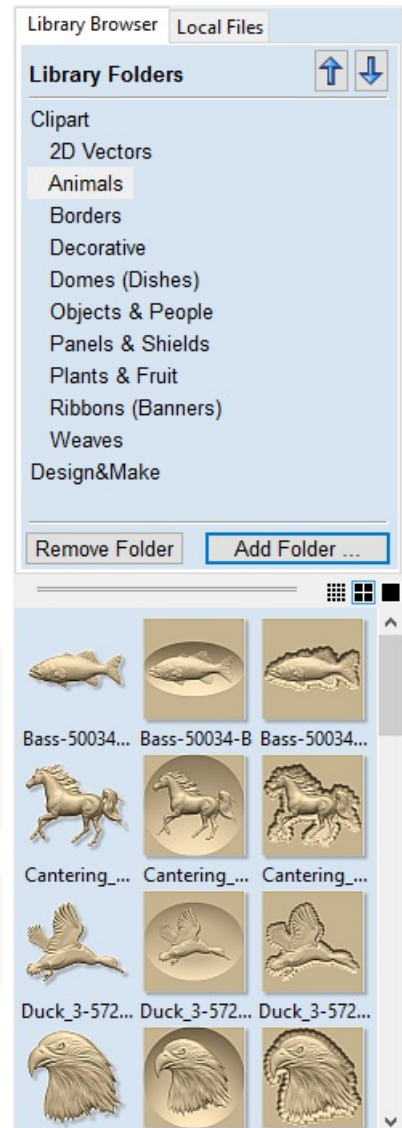 Library Browser Local Files
Library Folders
Clipart
2D Vectors
Animals
Borders
Decorative
Domes (Dishes)
Objects & People
Panels & Shields
Plants & Fruit
Ribbons (Banners)
Weaves
Design&Make
Remove Folder Add Folder ...
Bass-50034... Bass-50034-B Bass-50034...
Cantering_... Cantering_... Cantering_...
Duck_3-572... Duck_3-572... Duck_3-572...